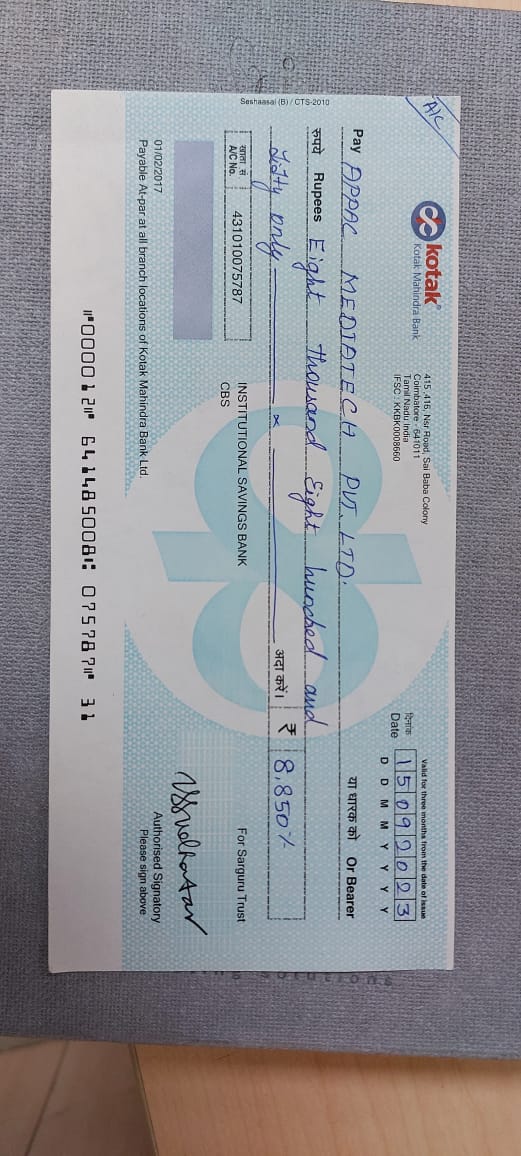 A/C
kotak®
Kotak Mahindra Bank
415 ,416, Nsr Road, Sai Baba Colony
Coimbatore - 641011
Tamil Nadu India
IFSC : KKBK0008660
Valid for three months from the date of issue
दिनांक
Date 1 5 0 9 2 0 2 3
D D M M Y Y Y Y
Pay APPAC MEDIATECH PVT. LTD. या धारक को Or Bearer
रुपये Rupees Eight thousand Eight hundred and
fifty only अदा करें। ₹ 8,850/-
खाता सं
A/C No. 431010075787
INSTITUTIONAL SAVINGS BANK
CBS
For Sarguru Trust
01/02/2017
Payable At-par at all branch locations of Kotak Mahindra Bank Ltd.
Authorised Signatory
Please sign above
Seshaasai (B) / CTS-2010
⑈000012⑈ 641485008⑆ 075787⑈ 31
solutions